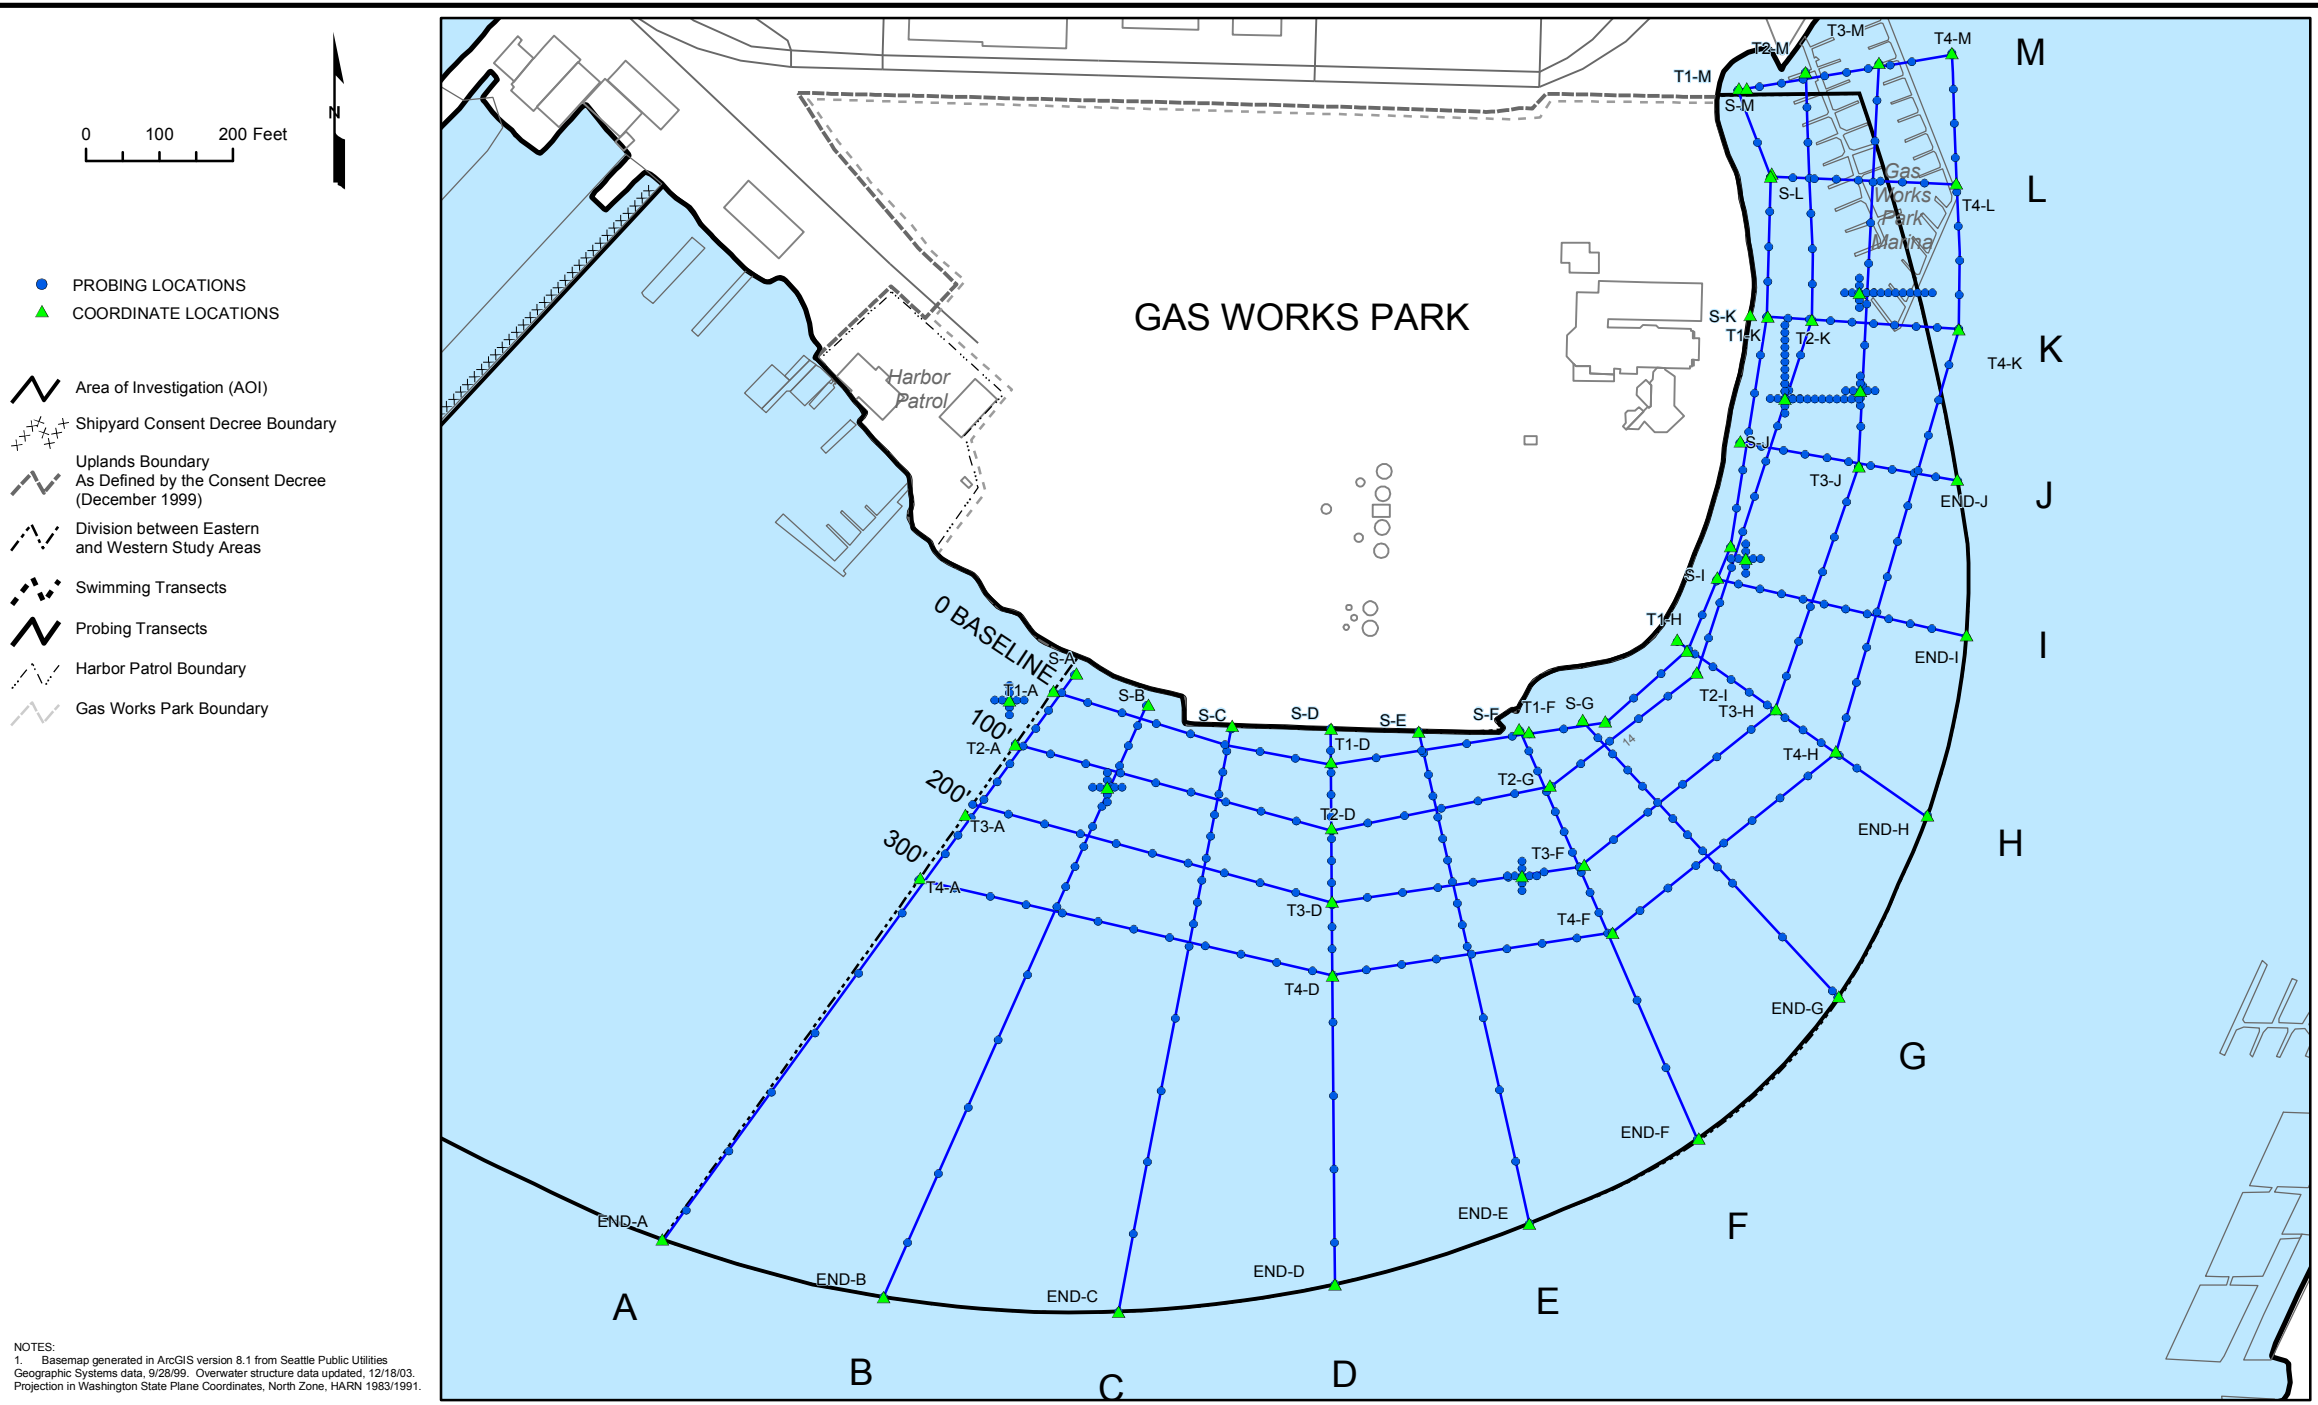 0 100 200 Feet
N
PROBING LOCATIONS
COORDINATE LOCATIONS
Area of Investigation (AOI)
Shipyard Consent Decree Boundary
Uplands Boundary
As Defined by the Consent Decree
(December 1999)
Division between Eastern
and Western Study Areas
Swimming Transects
Probing Transects
Harbor Patrol Boundary
Gas Works Park Boundary
NOTES:
1. Basemap generated in ArcGIS version 8.1 from Seattle Public Utilities
Geographic Systems data, 9/28/99. Overwater structure data updated, 12/18/03.
Projection in Washington State Plane Coordinates, North Zone, HARN 1983/1991.
GAS WORKS PARK
Harbor
Patrol
Gas
Works
Park
Marina
T3-M
T4-M
M
T2-M
T1-M
S-M
S-L
T4-L
L
S-K
T1-K
T2-K
T4-K
K
S-J
T3-J
END-J
J
S-I
T1-H
END-I
I
T2-I
T3-H
T4-H
END-H
H
0 BASELINE
100'
200'
300'
S-A
T1-A
T2-A
T3-A
T4-A
S-B
S-C
S-D
S-E
S-F
T1-F
S-G
T1-D
T2-D
T2-G
14
T3-D
T3-F
T4-D
T4-F
END-G
G
END-F
F
END-E
E
END-D
D
END-C
C
END-B
B
END-A
A